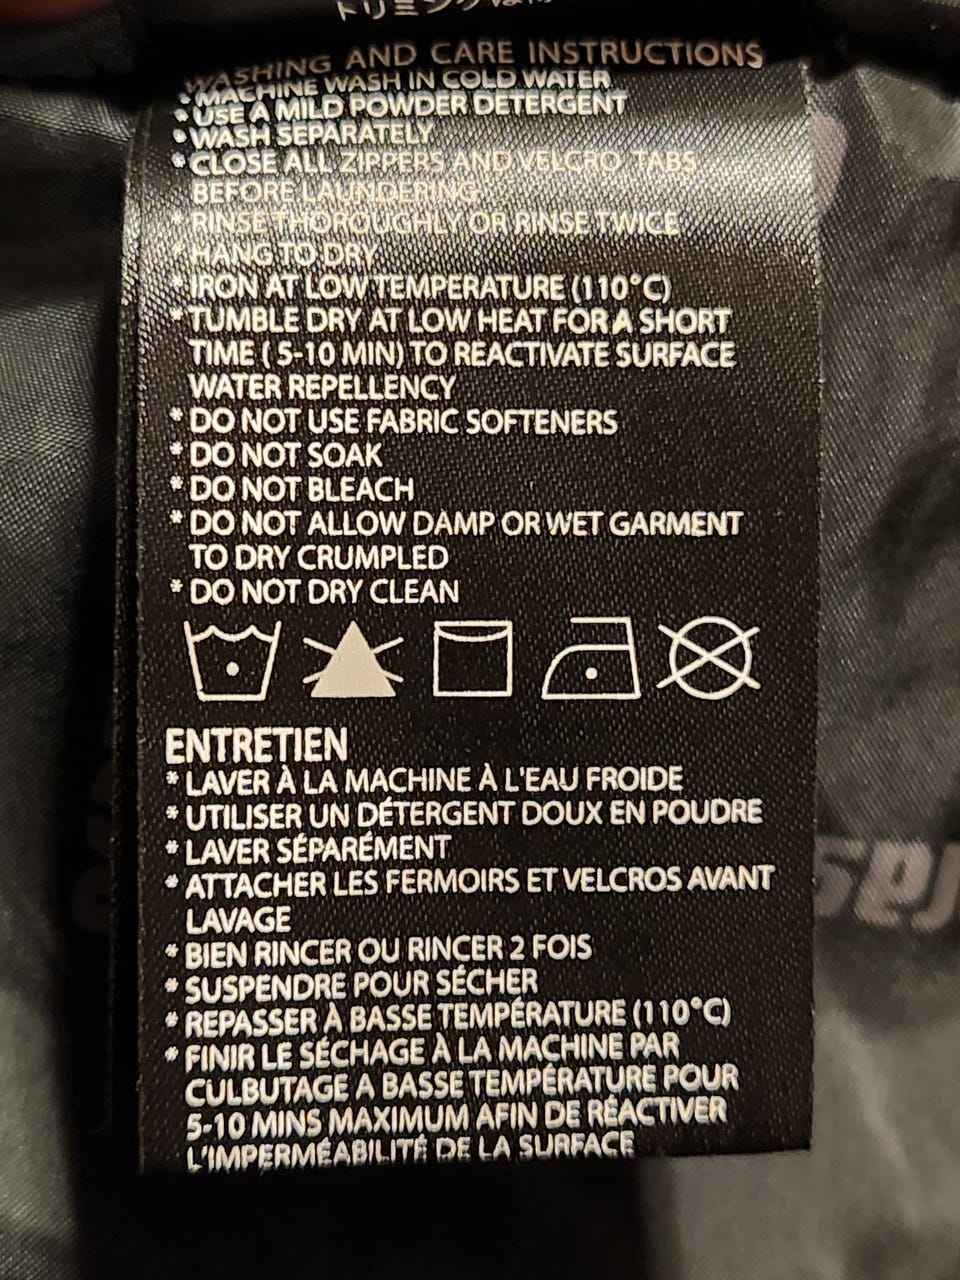 WASHING AND CARE INSTRUCTIONS
* MACHINE WASH IN COLD WATER
* USE A MILD POWDER DETERGENT
* WASH SEPARATELY
* CLOSE ALL ZIPPERS AND VELCRO TABS
BEFORE LAUNDERING
* RINSE THOROUGHLY OR RINSE TWICE
* HANG TO DRY
* IRON AT LOW TEMPERATURE (110°C)
* TUMBLE DRY AT LOW HEAT FOR A SHORT
TIME ( 5-10 MIN) TO REACTIVATE SURFACE
WATER REPELLENCY
* DO NOT USE FABRIC SOFTENERS
* DO NOT SOAK
* DO NOT BLEACH
* DO NOT ALLOW DAMP OR WET GARMENT
TO DRY CRUMPLED
* DO NOT DRY CLEAN
ENTRETIEN
* LAVER À LA MACHINE À L'EAU FROIDE
* UTILISER UN DÉTERGENT DOUX EN POUDRE
* LAVER SÉPARÉMENT
* ATTACHER LES FERMOIRS ET VELCROS AVANT
LAVAGE
* BIEN RINCER OU RINCER 2 FOIS
* SUSPENDRE POUR SÉCHER
* REPASSER À BASSE TEMPÉRATURE (110°C)
* FINIR LE SÉCHAGE À LA MACHINE PAR
CULBUTAGE A BASSE TEMPÉRATURE POUR
5-10 MINS MAXIMUM AFIN DE RÉACTIVER
L'IMPERMÉABILITÉ DE LA SURFACE